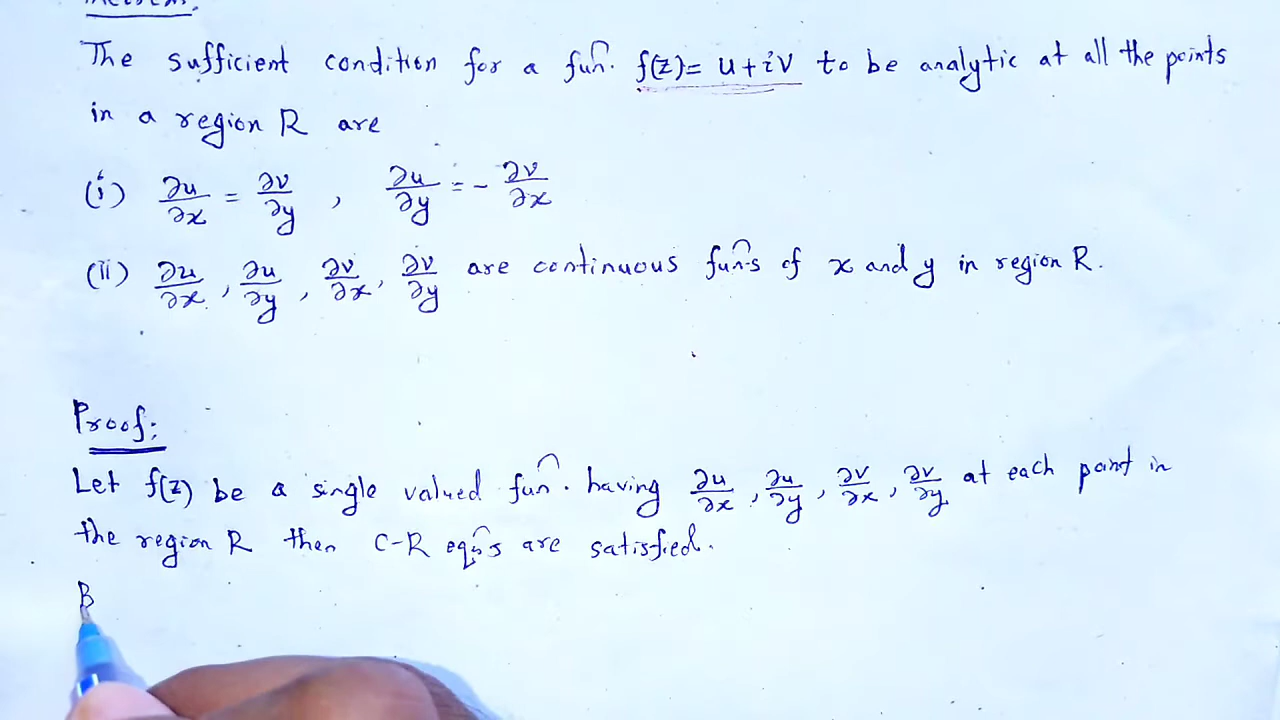 The sufficient condition for a fun. f(z)= u+iv to be analytic at all the points
in a region R are
(i) ∂u/∂x = ∂v/∂y , ∂u/∂y = - ∂v/∂x
(ii) ∂u/∂x , ∂u/∂y , ∂v/∂x , ∂v/∂y are continuous funs of x and y in region R.
Proof:
Let f(z) be a single valued fun. having ∂u/∂x , ∂u/∂y , ∂v/∂x , ∂v/∂y at each point in
the region R then C-R eqns are satisfied.
B